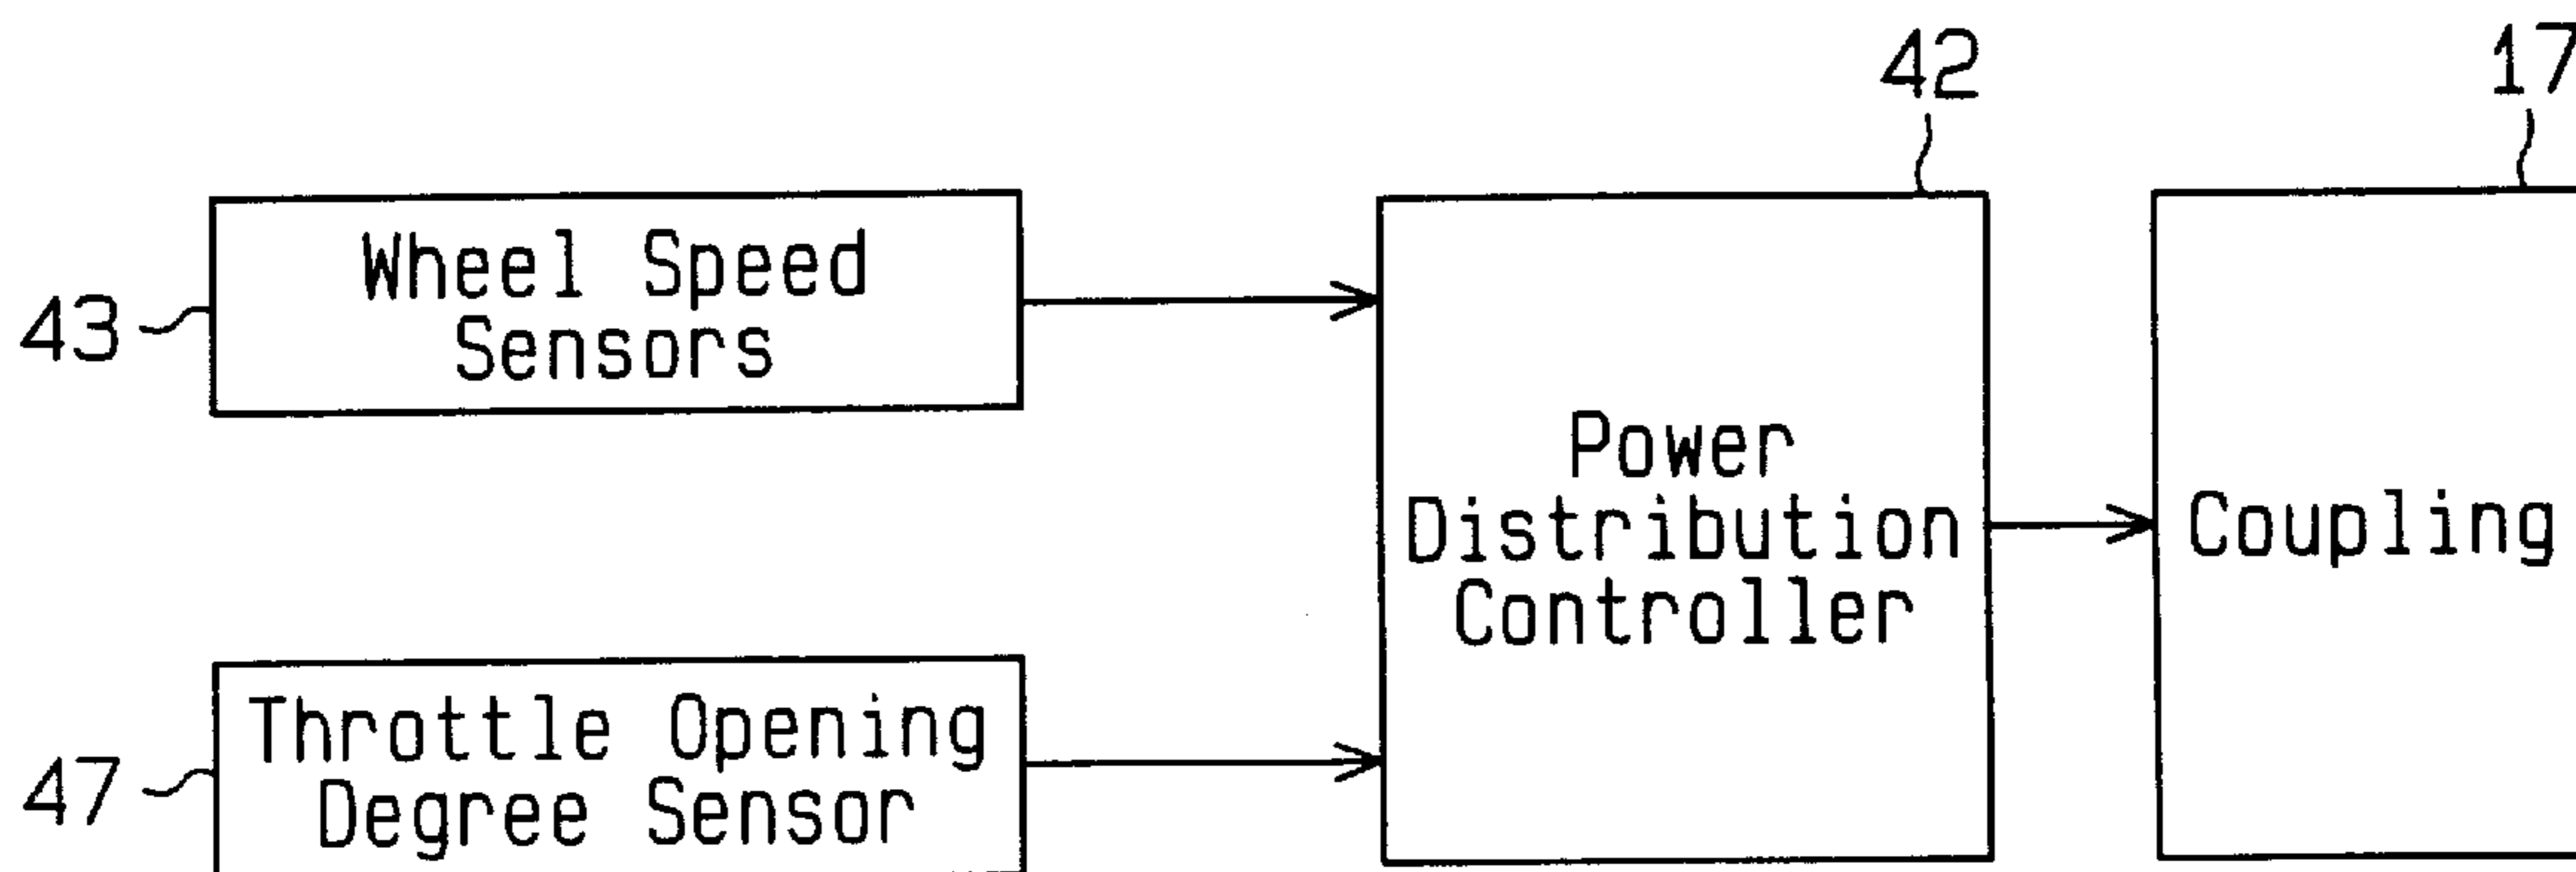 42
17
43
Wheel Speed
Sensors
Power
Distribution
Controller
Coupling
47
Throttle Opening
Degree Sensor